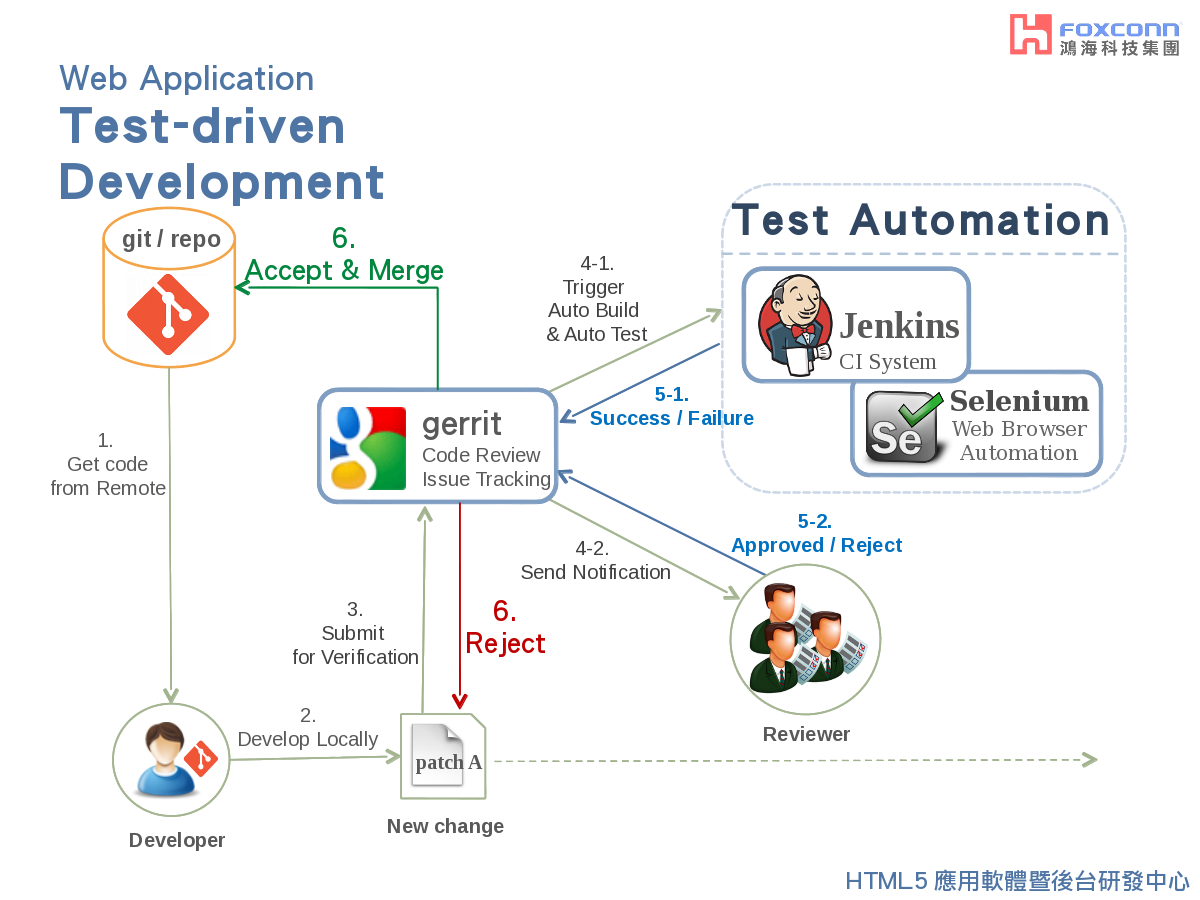 FOXCONN
鴻海科技集團
Web Application
Test-driven
Development
git / repo
6.
Accept & Merge
4-1.
Trigger
Auto Build
& Auto Test
Test Automation
Jenkins
CI System
Se
Selenium
Web Browser
Automation
5-1.
Success / Failure
gerrit
Code Review
Issue Tracking
1.
Get code
from Remote
5-2.
Approved / Reject
4-2.
Send Notification
3.
Submit
for Verification
6.
Reject
2.
Develop Locally
patch A
Reviewer
New change
Developer
HTML5 應用軟體暨後台研發中心